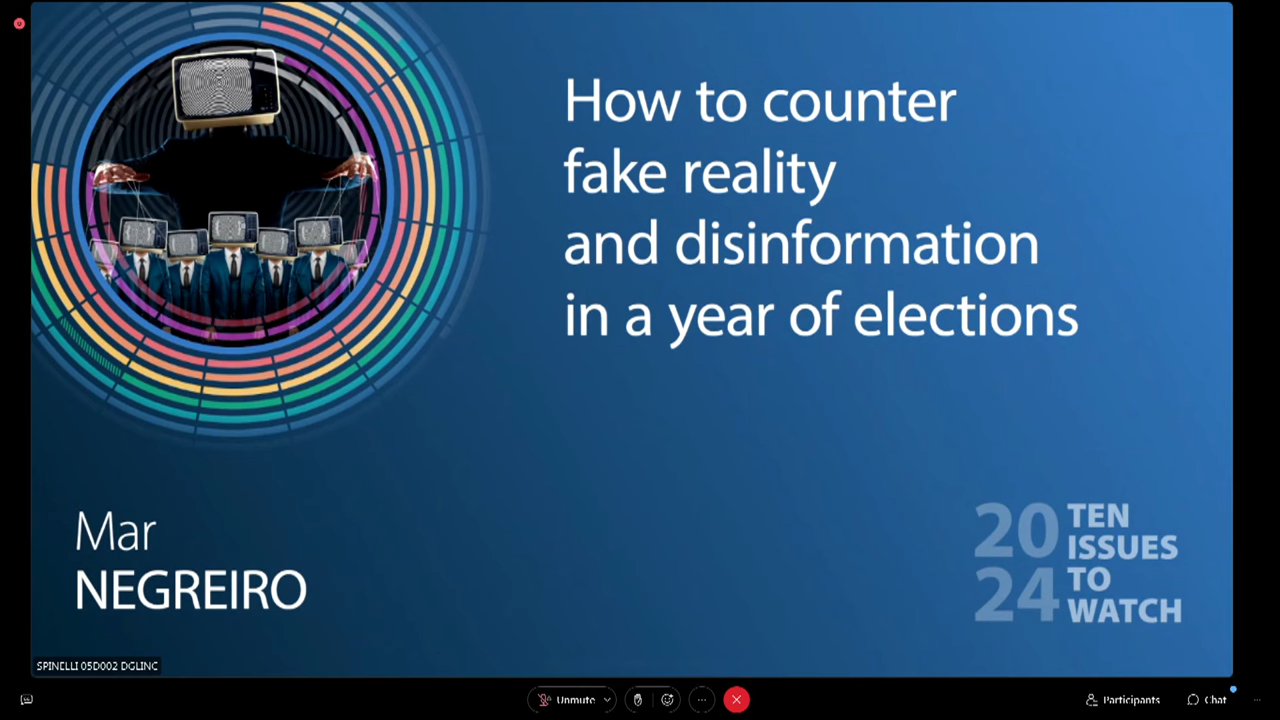 How to counter
fake reality
and disinformation
in a year of elections
Mar
NEGREIRO
20
24
TEN
ISSUES
TO
WATCH
SPINELLI 05D002 DGLINC
Unmute
Participants
Chat